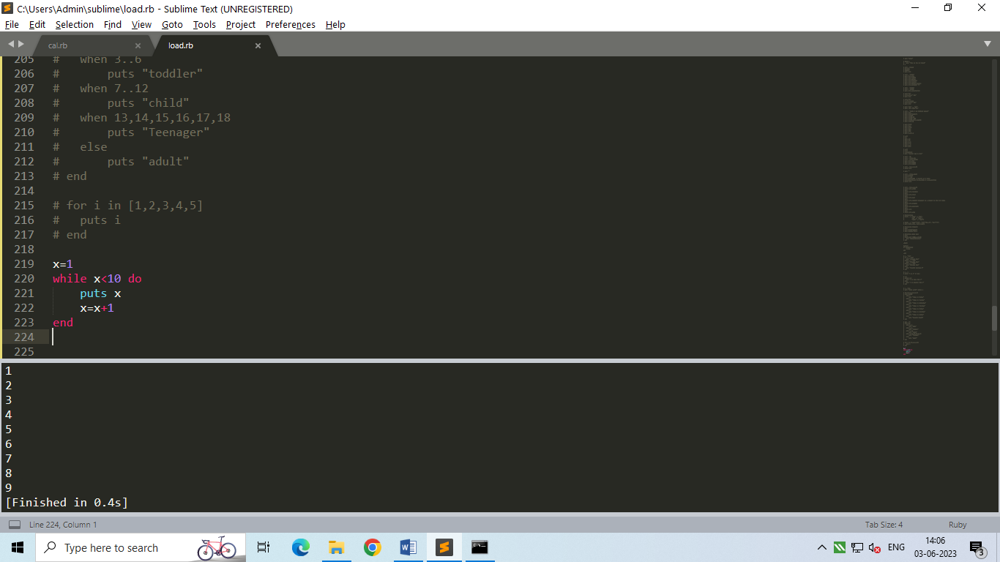 C:\Users\Admin\sublime\load.rb - Sublime Text (UNREGISTERED)
File Edit Selection Find View Goto Tools Project Preferences Help
cal.rb × load.rb ×
205 # when 3..6
206 # puts "toddler"
207 # when 7..12
208 # puts "child"
209 # when 13,14,15,16,17,18
210 # puts "Teenager"
211 # else
212 # puts "adult"
213 # end
214
215 # for i in [1,2,3,4,5]
216 # puts i
217 # end
218
219 x=1
220 while x<10 do
221 puts x
222 x=x+1
223 end
224
225
1
2
3
4
5
6
7
8
9
[Finished in 0.4s]
Line 224, Column 1 Tab Size: 4 Ruby
Type here to search ENG 14:06
03-06-2023 3